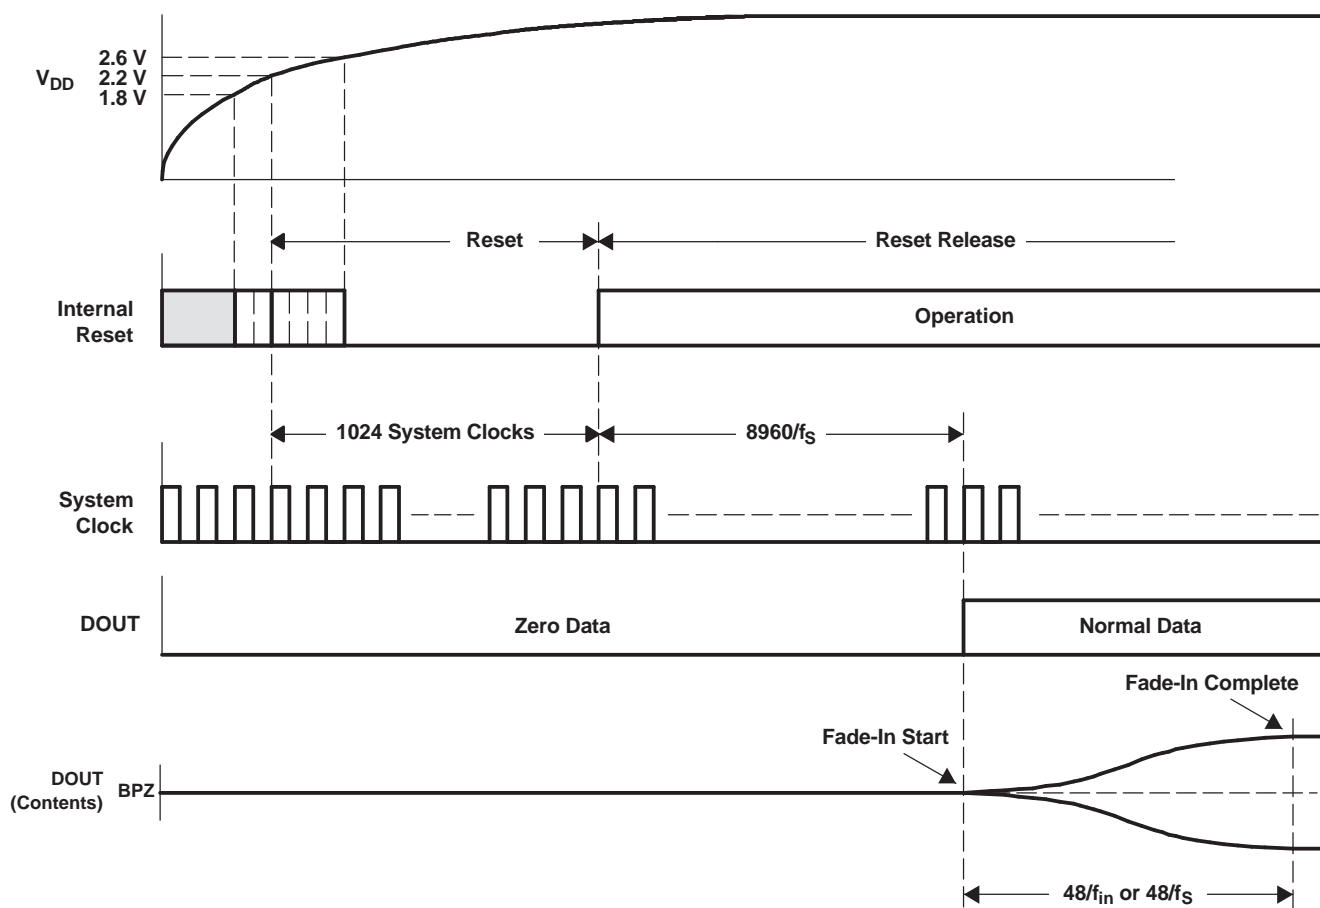 2.6 V
V_DD 2.2 V
1.8 V
Reset
Reset Release
Internal
Reset
Operation
1024 System Clocks
8960/f_S
System
Clock
DOUT
Zero Data
Normal Data
Fade-In Complete
Fade-In Start
DOUT
(Contents)
BPZ
48/f_in or 48/f_S